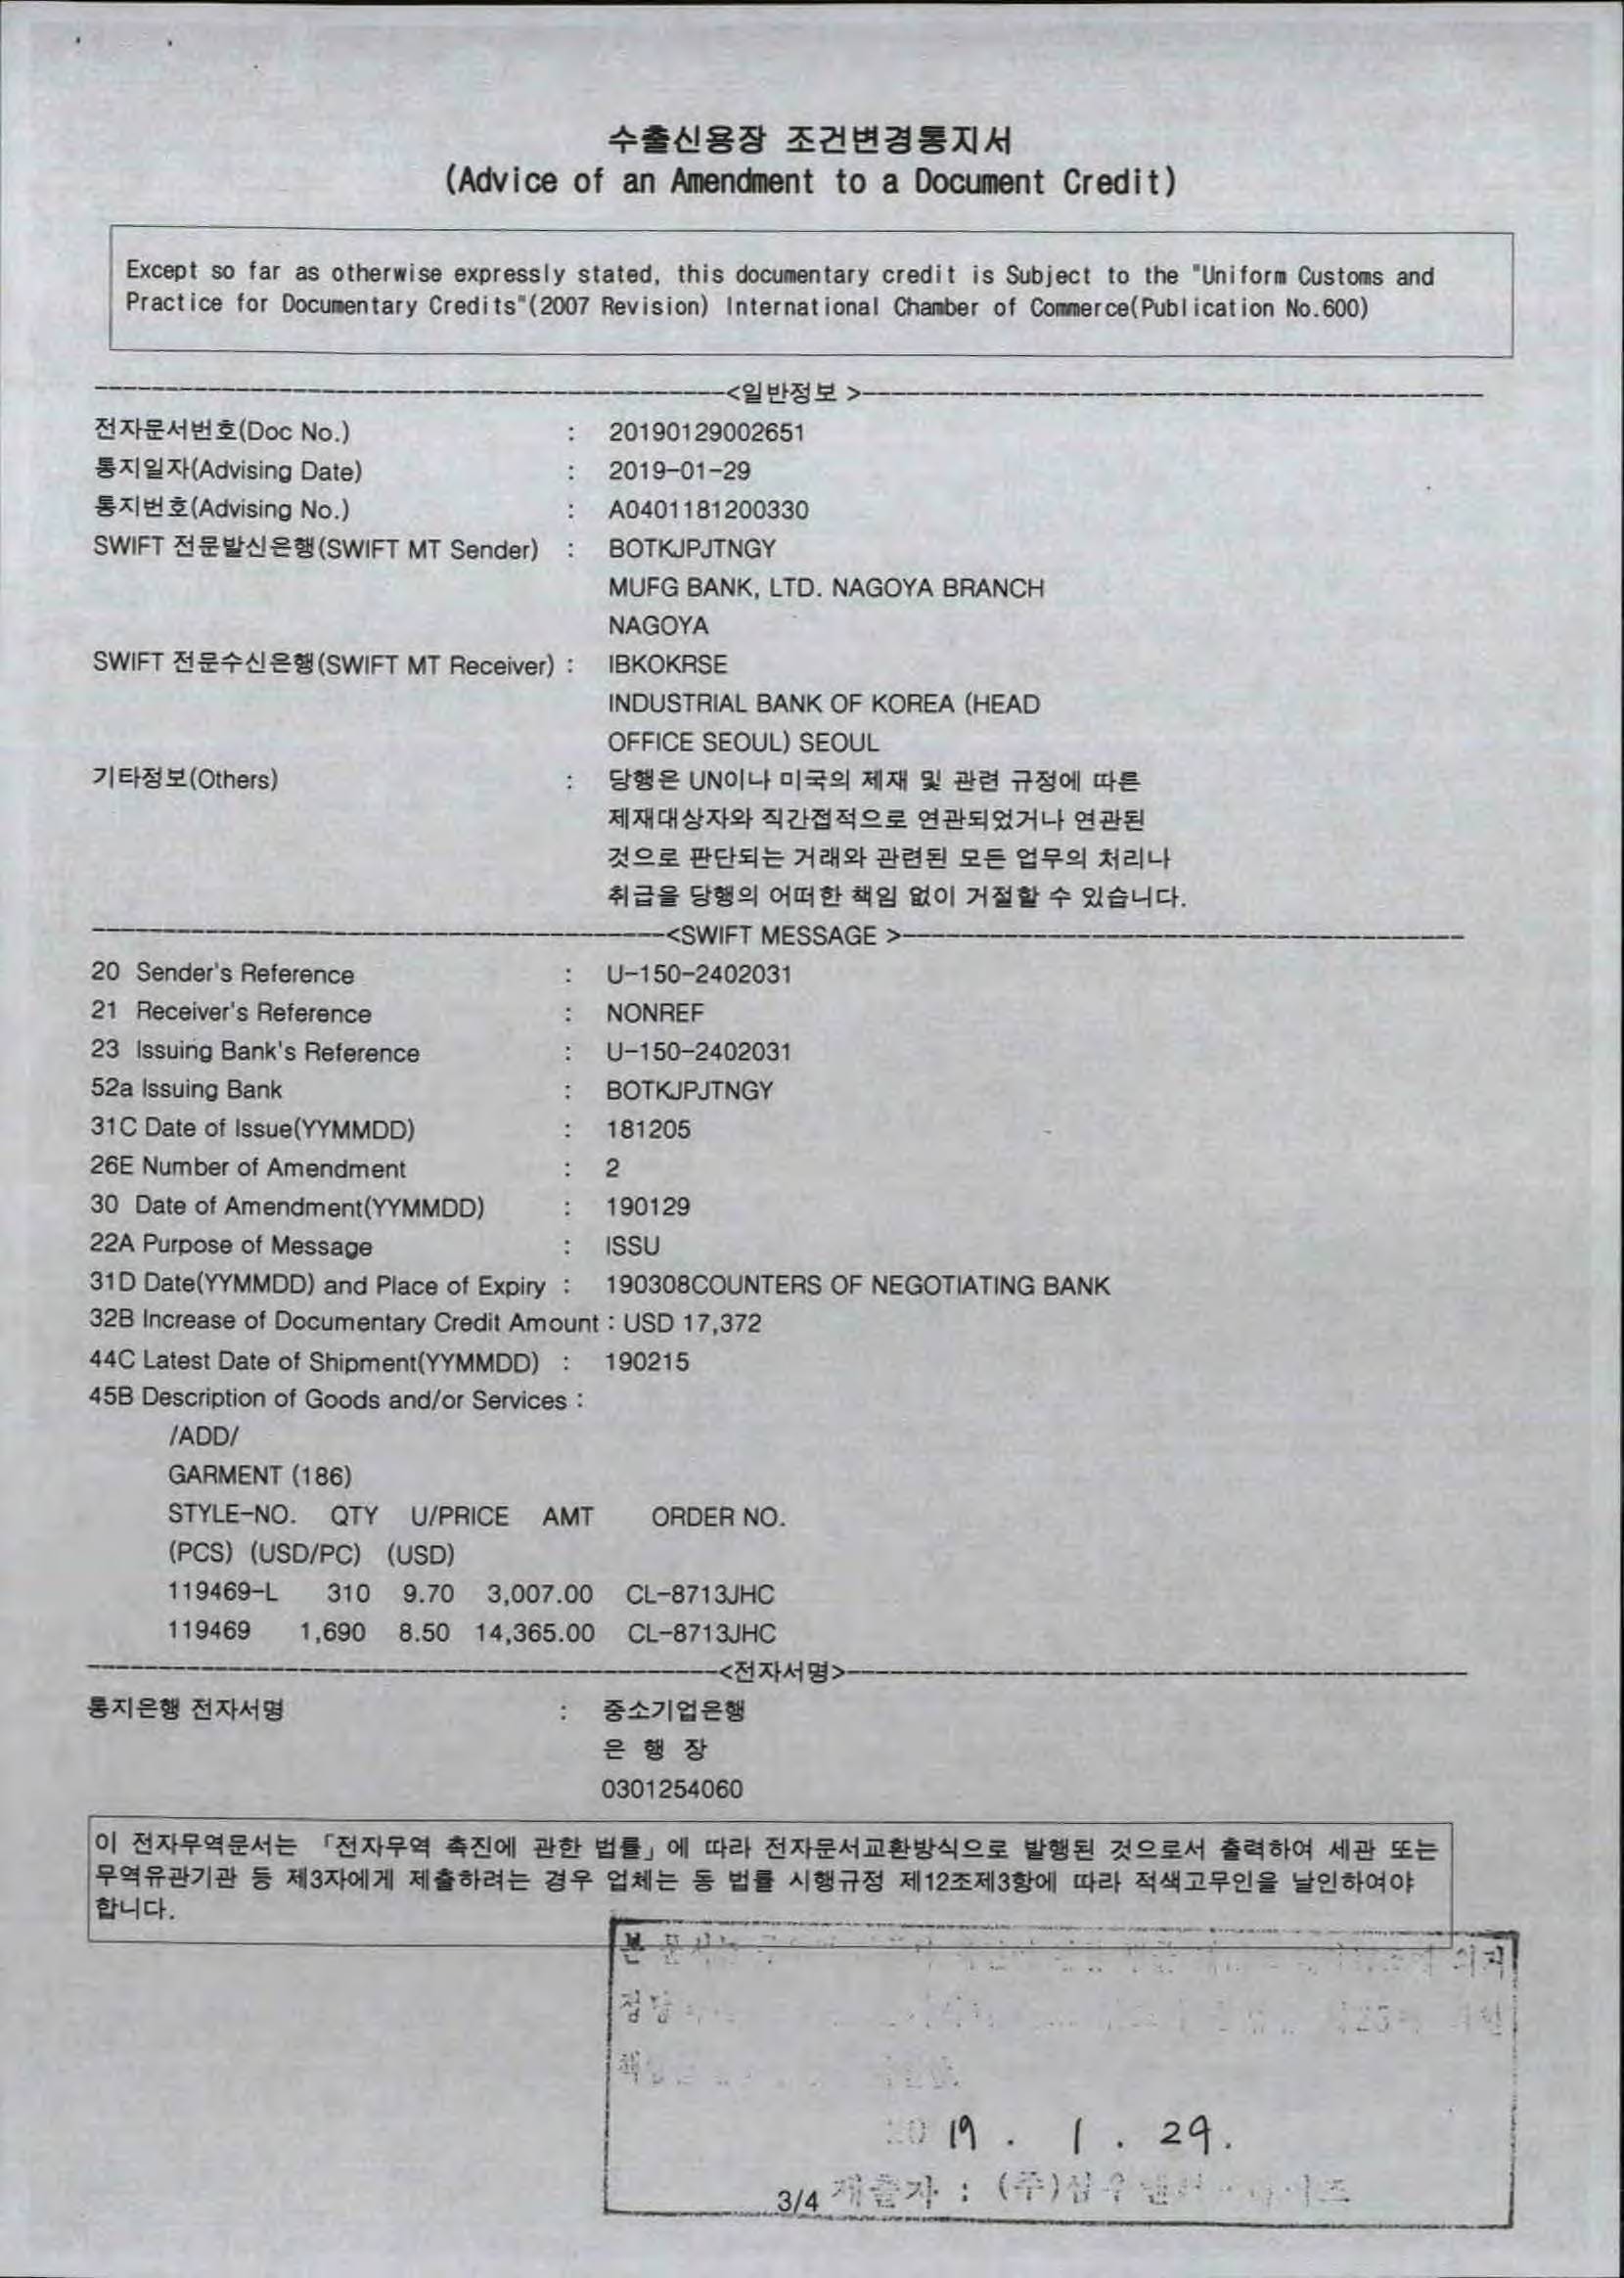 수출신용장 조건변경통지서
(Advice of an Amendment to a Document Credit)
Except so far as otherwise expressly stated, this documentary credit is Subject to the "Uniform Customs and
Practice for Documentary Credits"(2007 Revision) International Chamber of Commerce(Publication No.600)
<일반정보 >
전자문서번호(Doc No.) : 20190129002651
통지일자(Advising Date) : 2019-01-29
통지번호(Advising No.) : A0401181200330
SWIFT 전문발신은행(SWIFT MT Sender) : BOTKJPJTNGY
MUFG BANK, LTD. NAGOYA BRANCH
NAGOYA
SWIFT 전문수신은행(SWIFT MT Receiver) : IBKOKRSE
INDUSTRIAL BANK OF KOREA (HEAD
OFFICE SEOUL) SEOUL
기타정보(Others) : 당행은 UN이나 미국의 제재 및 관련 규정에 따른
제재대상자와 직간접적으로 연관되었거나 연관된
것으로 판단되는 거래와 관련된 모든 업무의 처리나
취급을 당행의 어떠한 책임 없이 거절할 수 있습니다.
<SWIFT MESSAGE >
20 Sender's Reference : U-150-2402031
21 Receiver's Reference : NONREF
23 Issuing Bank's Reference : U-150-2402031
52a Issuing Bank : BOTKJPJTNGY
31C Date of Issue(YYMMDD) : 181205
26E Number of Amendment : 2
30 Date of Amendment(YYMMDD) : 190129
22A Purpose of Message : ISSU
31D Date(YYMMDD) and Place of Expiry : 190308COUNTERS OF NEGOTIATING BANK
32B Increase of Documentary Credit Amount : USD 17,372
44C Latest Date of Shipment(YYMMDD) : 190215
45B Description of Goods and/or Services :
/ADD/
GARMENT (186)
STYLE-NO. QTY U/PRICE AMT ORDER NO.
(PCS) (USD/PC) (USD)
119469-L 310 9.70 3,007.00 CL-8713JHC
119469 1,690 8.50 14,365.00 CL-8713JHC
<전자서명>
통지은행 전자서명 : 중소기업은행
은 행 장
0301254060
이 전자무역문서는 「전자무역 촉진에 관한 법률」에 따라 전자문서교환방식으로 발행된 것으로서 출력하여 세관 또는
무역유관기관 등 제3자에게 제출하려는 경우 업체는 동 법률 시행규정 제12조제3항에 따라 적색고무인을 날인하여야
합니다.
본
2019 . 1 . 29.
3/4 제출자 : (주)삼우